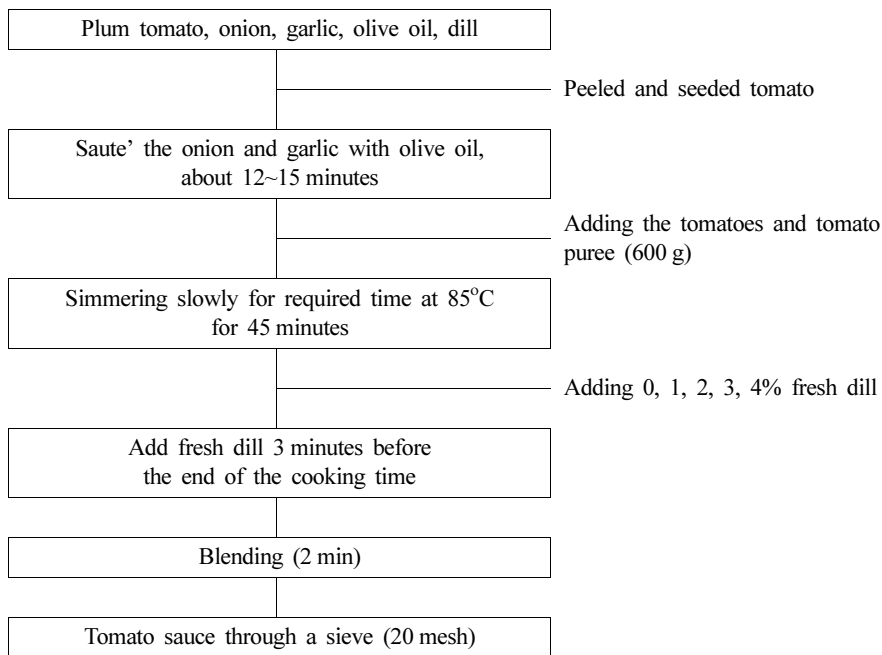 Plum tomato, onion, garlic, olive oil, dill
Peeled and seeded tomato
Saute’ the onion and garlic with olive oil,
about 12~15 minutes
Adding the tomatoes and tomato
puree (600 g)
Simmering slowly for required time at 85°C
for 45 minutes
Adding 0, 1, 2, 3, 4% fresh dill
Add fresh dill 3 minutes before
the end of the cooking time
Blending (2 min)
Tomato sauce through a sieve (20 mesh)